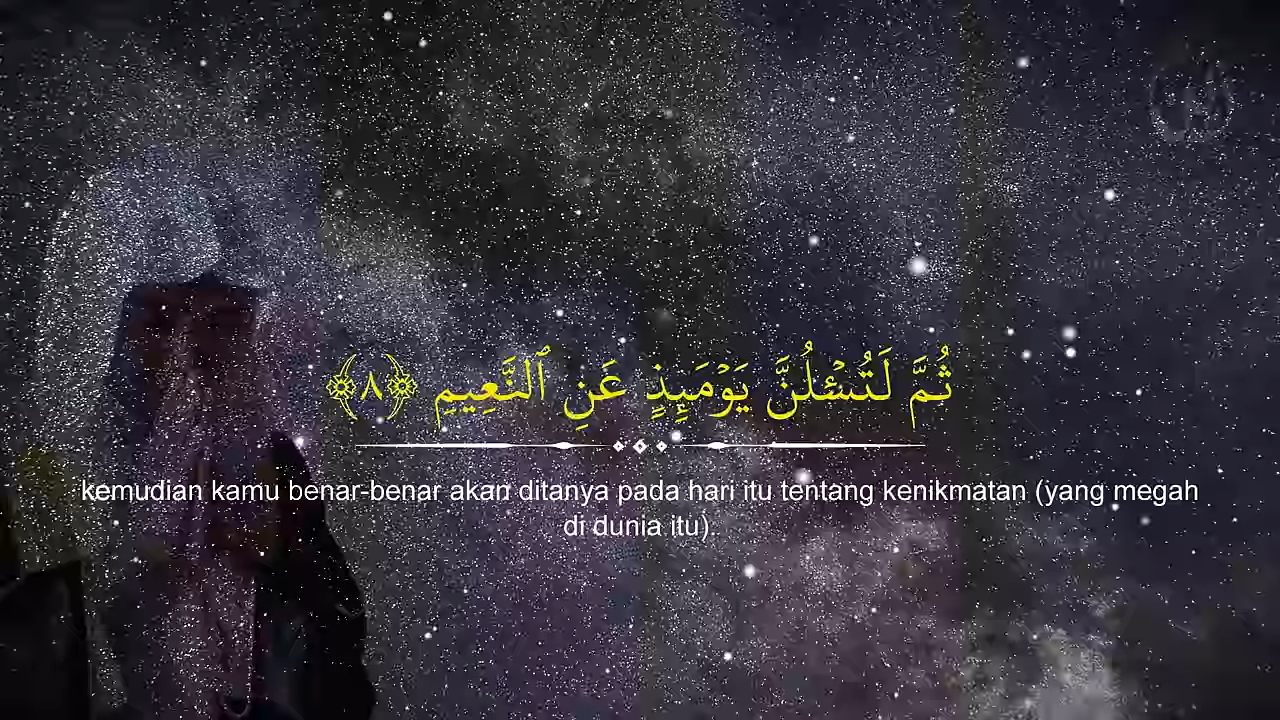 ثُمَّ لَتُسْـَٔلُنَّ يَوْمَئِذٍ عَنِ ٱلنَّعِيمِ ﴿٨﴾
kemudian kamu benar-benar akan ditanya pada hari itu tentang kenikmatan (yang megah
di dunia itu).